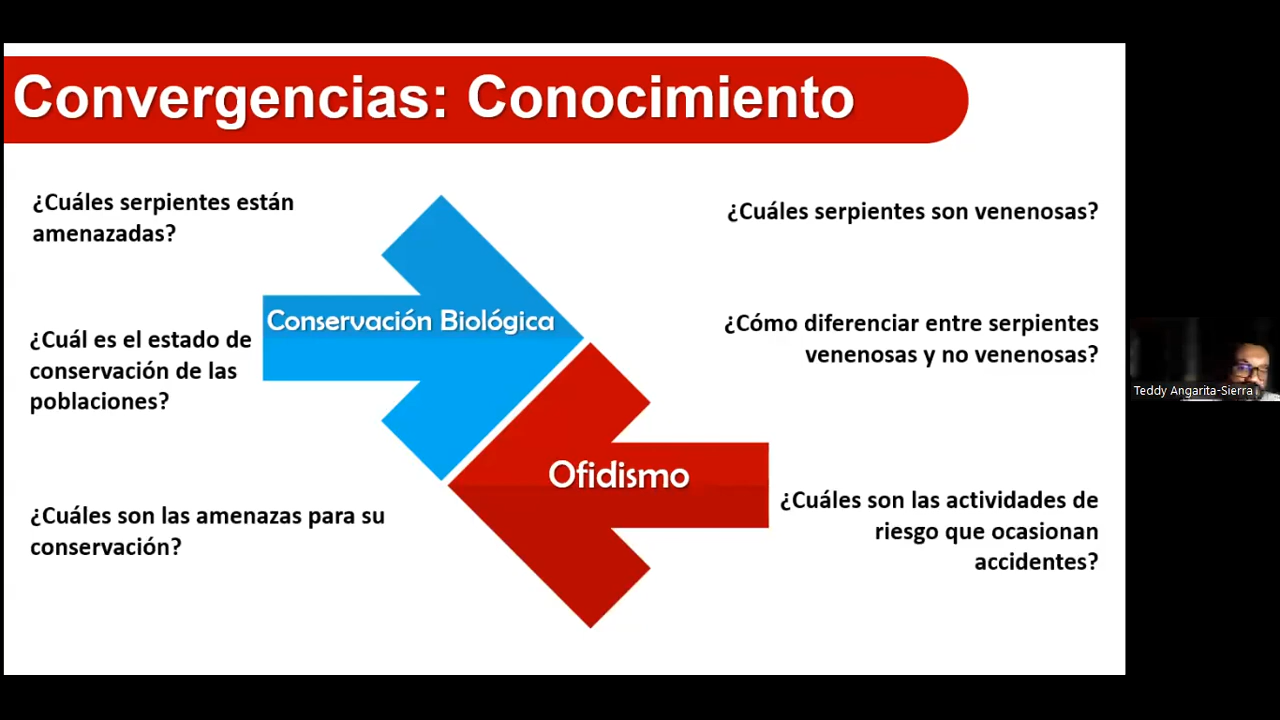 Convergencias: Conocimiento
¿Cuáles serpientes están
amenazadas?
¿Cuál es el estado de
conservación de las
poblaciones?
¿Cuáles son las amenazas para su
conservación?
Conservación Biológica
Ofidismo
¿Cuáles serpientes son venenosas?
¿Cómo diferenciar entre serpientes
venenosas y no venenosas?
¿Cuáles son las actividades de
riesgo que ocasionan
accidentes?
Teddy Angarita-Sierra